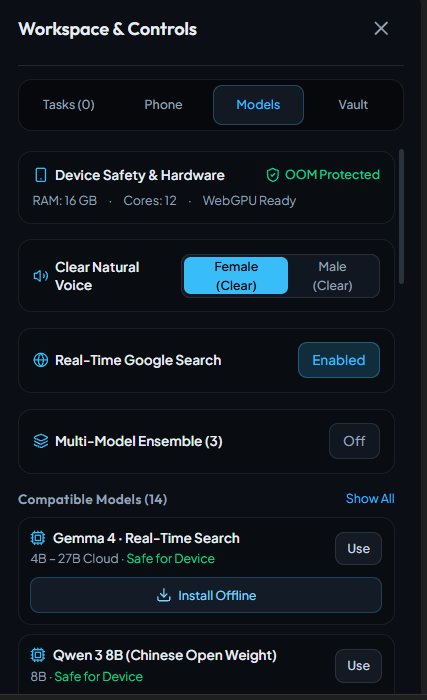 Workspace & Controls
Tasks (0) Phone Models Vault
Device Safety & Hardware OOM Protected
RAM: 16 GB · Cores: 12 · WebGPU Ready
Clear Natural
Voice
Female
(Clear)
Male
(Clear)
Real-Time Google Search Enabled
Multi-Model Ensemble (3) Off
Compatible Models (14) Show All
Gemma 4 · Real-Time Search Use
4B – 27B Cloud · Safe for Device
Install Offline
Qwen 3 8B (Chinese Open Weight) Use
8B · Safe for Device